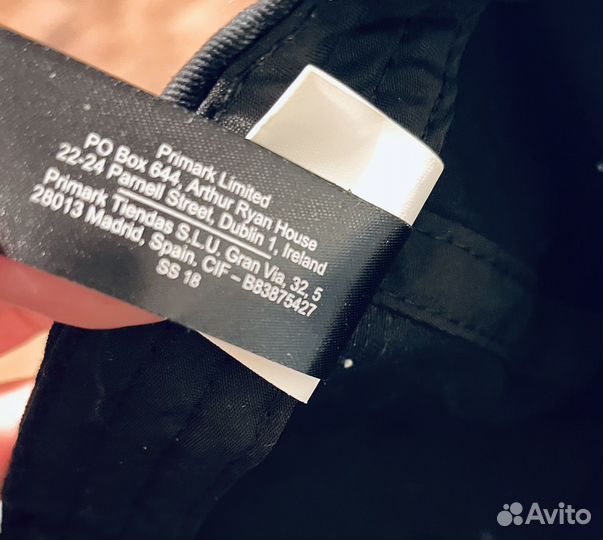 Primark Limited
PO Box 644, Arthur Ryan House
22-24 Parnell Street, Dublin 1, Ireland
Primark Tiendas S.L.U, Gran Via, 32, 5
28013 Madrid, Spain, CIF – B83875427
SS 18
Avito